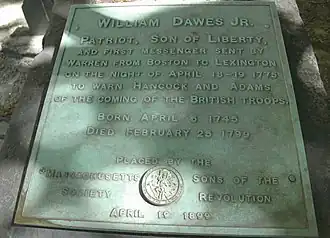 WILLIAM DAWES JR.
PATRIOT, SON OF LIBERTY,
AND FIRST MESSENGER SENT BY
WARREN FROM BOSTON TO LEXINGTON
ON THE NIGHT OF APRIL 18-19 1775
TO WARN HANCOCK AND ADAMS
OF THE COMING OF THE BRITISH TROOPS.
BORN APRIL 6 1745
DIED FEBRUARY 25 1799
PLACED BY THE
MASSACHUSETTS SONS OF THE
SOCIETY REVOLUTION
APRIL 19 1899